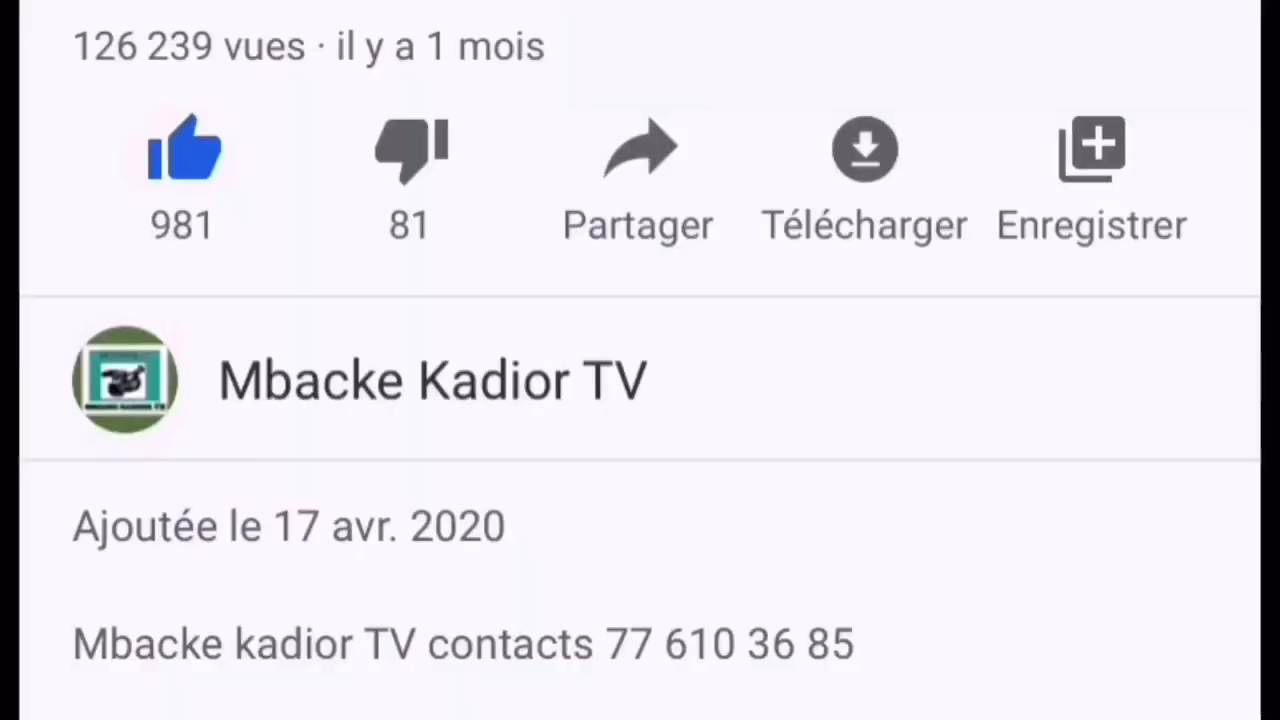 126 239 vues · il y a 1 mois
981
81
Partager
Télécharger
Enregistrer
Mbacke Kadior TV
Ajoutée le 17 avr. 2020
Mbacke kadior TV contacts 77 610 36 85